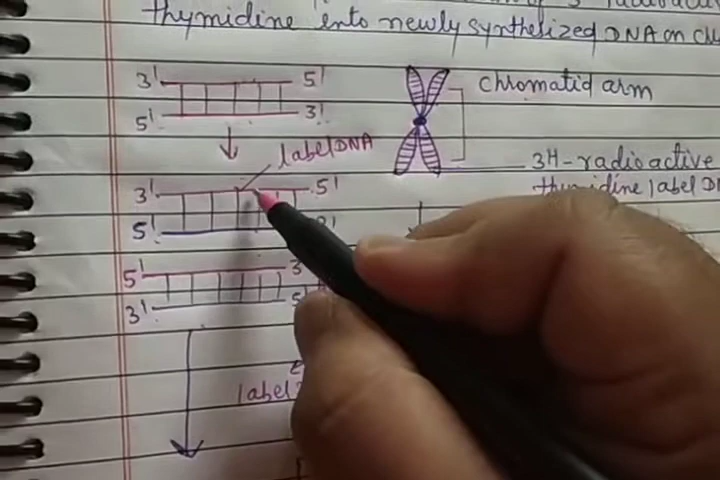 thymidine into newly synthesized DNA on
3' 5'
chromatid arm
5' 3'
label DNA
3H-radioactive
3' 5'
thymidine label
5'
5' 3
3' 5
label